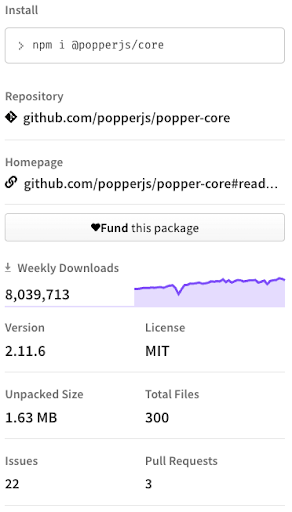 Install
> npm i @popperjs/core
Repository
github.com/popperjs/popper-core
Homepage
github.com/popperjs/popper-core#read...
Fund this package
Weekly Downloads
8,039,713
Version License
2.11.6 MIT
Unpacked Size Total Files
1.63 MB 300
Issues Pull Requests
22 3